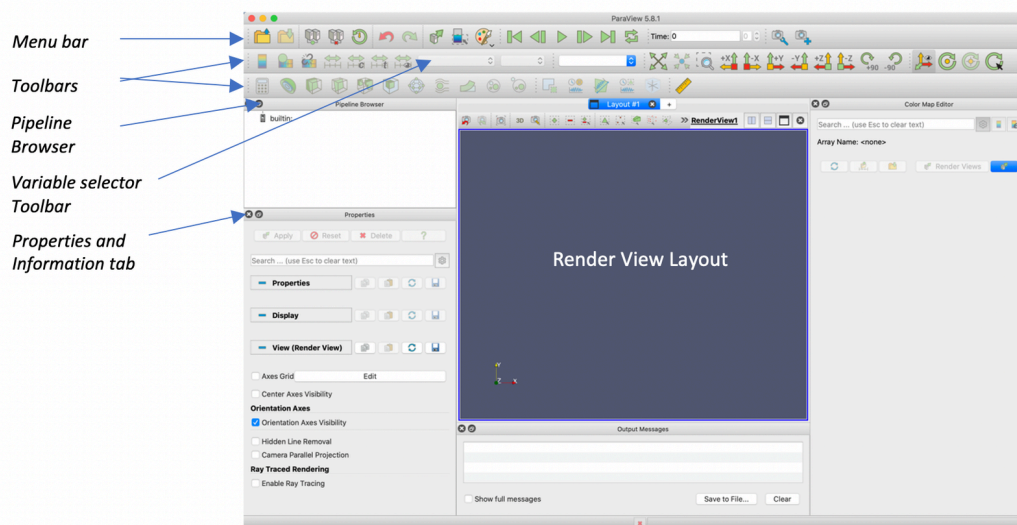 ParaView 5.8.1
Menu bar
Time: 0
0
Toolbars
+X
-X
+Y
-Y
+Z
-Z
+90
-90
Pipeline
Browser
Pipeline Browser
builtin:
Layout #1
+
3D
>> RenderView1
Color Map Editor
Search ... (use Esc to clear text)
Array Name: <none>
Render Views
Variable selector
Toolbar
Properties and
Information tab
Properties
Apply
Reset
Delete
?
Search ... (use Esc to clear text)
Properties
Display
View (Render View)
Axes Grid
Edit
Center Axes Visibility
Orientation Axes
Orientation Axes Visibility
Hidden Line Removal
Camera Parallel Projection
Ray Traced Rendering
Enable Ray Tracing
Render View Layout
Y
Z
X
Output Messages
Show full messages
Save to File...
Clear